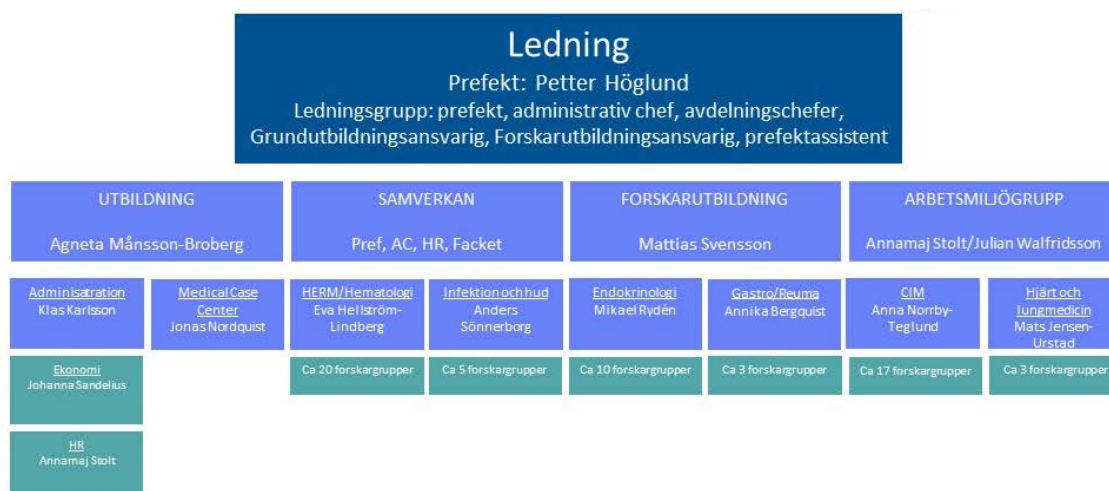 Ledning
Prefekt: Petter Höglund
Ledningsgrupp: prefekt, administrativ chef, avdelningschefer,
Grundutbildningsansvarig, Forskarutbildningsansvarig, prefektassistent
UTBILDNING
Agneta Månsson-Broberg
SAMVERKAN
Pref, AC, HR, Facket
FORSKARUTBILDNING
Mattias Svensson
ARBETSMILJÖGRUPP
Annamaj Stolt/Julian Walfridsson
Adminisatration
Klas Karlsson
Medical Case
Center
Jonas Nordquist
HERM/Hematologi
Eva Hellström-
Lindberg
Infektion och hud
Anders
Sönnerborg
Endokrinologi
Mikael Rydén
Gastro/Reuma
Annika Bergquist
CIM
Anna Norrby-
Teglund
Hjärt och
lungmedicin
Mats Jensen-
Urstad
Ekonomi
Johanna Sandelius
Ca 20 forskargrupper
Ca 5 forskargrupper
Ca 10 forskargrupper
Ca 3 forskargrupper
Ca 17 forskargrupper
Ca 3 forskargrupper
HR
Annamaj Stolt